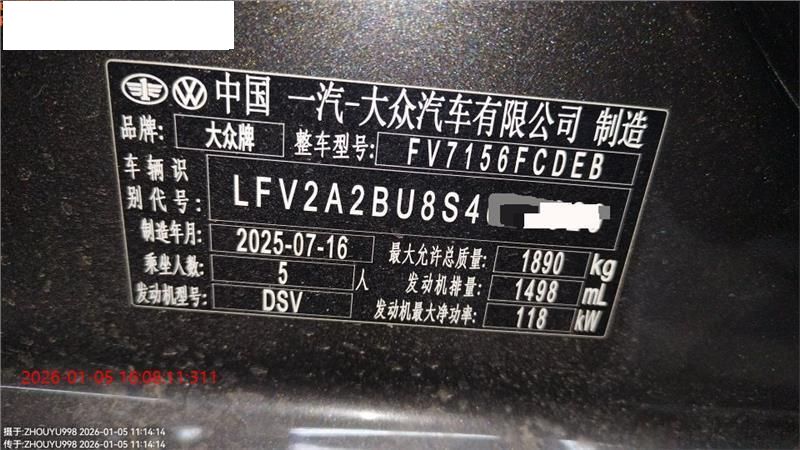 中国 一汽-大众汽车有限公司 制造
品牌: 大众牌 整车型号: FV7156FCDEB
车辆识别代号: LFV2A2BU8S4
制造年月: 2025-07-16 最大允许总质量: 1890 kg
乘坐人数: 5 人 发动机排量: 1498 mL
发动机型号: DSV 发动机最大净功率: 118 kW
2026-01-05 16:08:11:311
摄于:ZHOUYU998 2026-01-05 11:14:14
传于:ZHOUYU998 2026-01-05 11:14:14